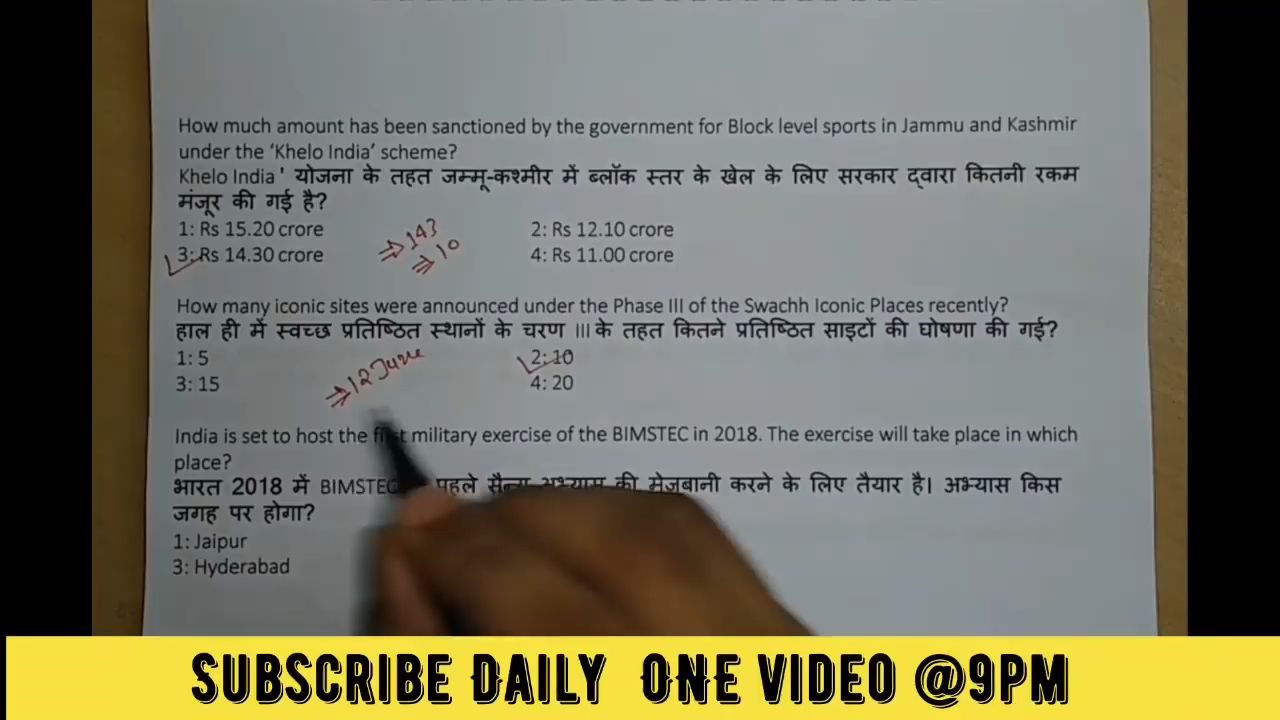 How much amount has been sanctioned by the government for Block level sports in Jammu and Kashmir
under the ‘Khelo India’ scheme?
Khelo India ' योजना के तहत जम्मू-कश्मीर में ब्लॉक स्तर के खेल के लिए सरकार द्वारा कितनी रकम
मंजूर की गई है?
1: Rs 15.20 crore 2: Rs 12.10 crore
⇒ 143
3: Rs 14.30 crore 4: Rs 11.00 crore
⇒ 10
How many iconic sites were announced under the Phase III of the Swachh Iconic Places recently?
हाल ही में स्वच्छ प्रतिष्ठित स्थानों के चरण III के तहत कितने प्रतिष्ठित साइटों की घोषणा की गई?
1: 5 2: 10
⇒ 12 June
3: 15 4: 20
India is set to host the first military exercise of the BIMSTEC in 2018. The exercise will take place in which
place?
भारत 2018 में BIMSTEC पहले सैन्य अभ्यास की मेजबानी करने के लिए तैयार है। अभ्यास किस
जगह पर होगा?
1: Jaipur
3: Hyderabad
SUBSCRIBE DAILY ONE VIDEO @9PM